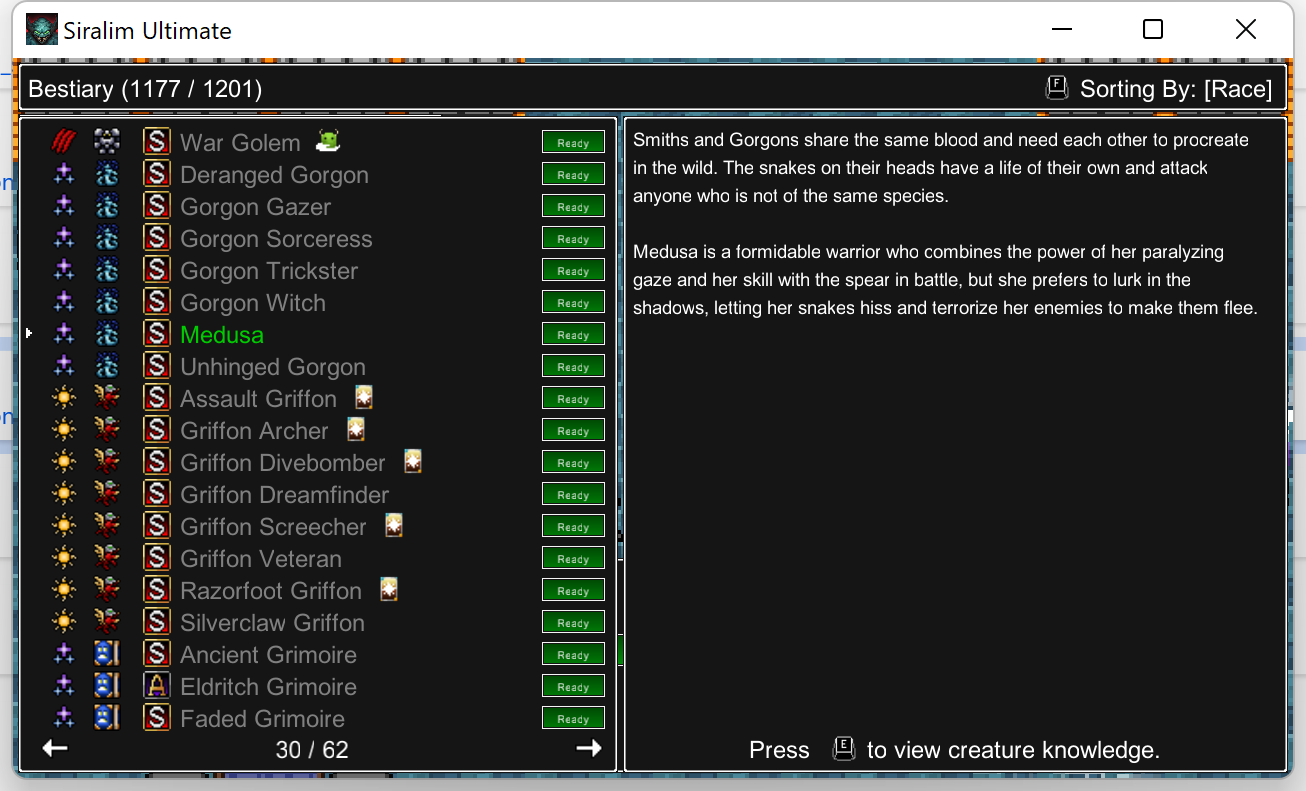 Siralim Ultimate
Bestiary (1177 / 1201)
F Sorting By: [Race]
S War Golem Ready
S Deranged Gorgon Ready
S Gorgon Gazer Ready
S Gorgon Sorceress Ready
S Gorgon Trickster Ready
S Gorgon Witch Ready
S Medusa Ready
S Unhinged Gorgon Ready
S Assault Griffon Ready
S Griffon Archer Ready
S Griffon Divebomber Ready
S Griffon Dreamfinder Ready
S Griffon Screecher Ready
S Griffon Veteran Ready
S Razorfoot Griffon Ready
S Silverclaw Griffon Ready
S Ancient Grimoire Ready
A Eldritch Grimoire Ready
S Faded Grimoire Ready
30 / 62
Smiths and Gorgons share the same blood and need each other to procreate
in the wild. The snakes on their heads have a life of their own and attack
anyone who is not of the same species.
Medusa is a formidable warrior who combines the power of her paralyzing
gaze and her skill with the spear in battle, but she prefers to lurk in the
shadows, letting her snakes hiss and terrorize her enemies to make them flee.
Press E to view creature knowledge.